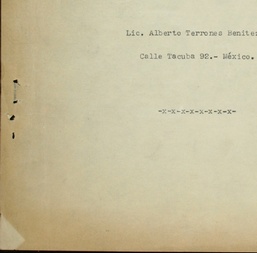 Lic. Alberto Terrones Benitez
Calle Tacuba 92.- México.
-x-x-x-x-x-x-x-x-